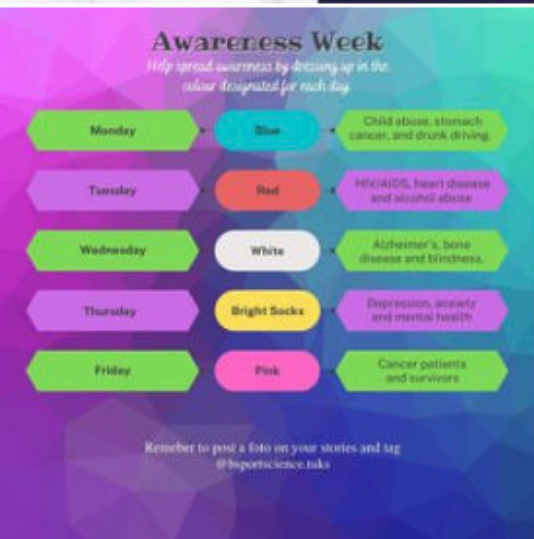 Awareness Week
Help spread awareness by dressing up in the
colour designated for each day
Monday
Blue
Child abuse, stomach
cancer, and drunk driving.
Tuesday
Red
HIV/AIDS, heart disease
and alcohol abuse
Wednesday
White
Alzheimer's, bone
disease and blindness.
Thursday
Bright Socks
Depression, anxiety
and mental health
Friday
Pink
Cancer patients
and survivors
Remeber to post a foto on your stories and tag
@bsportscience.tuks